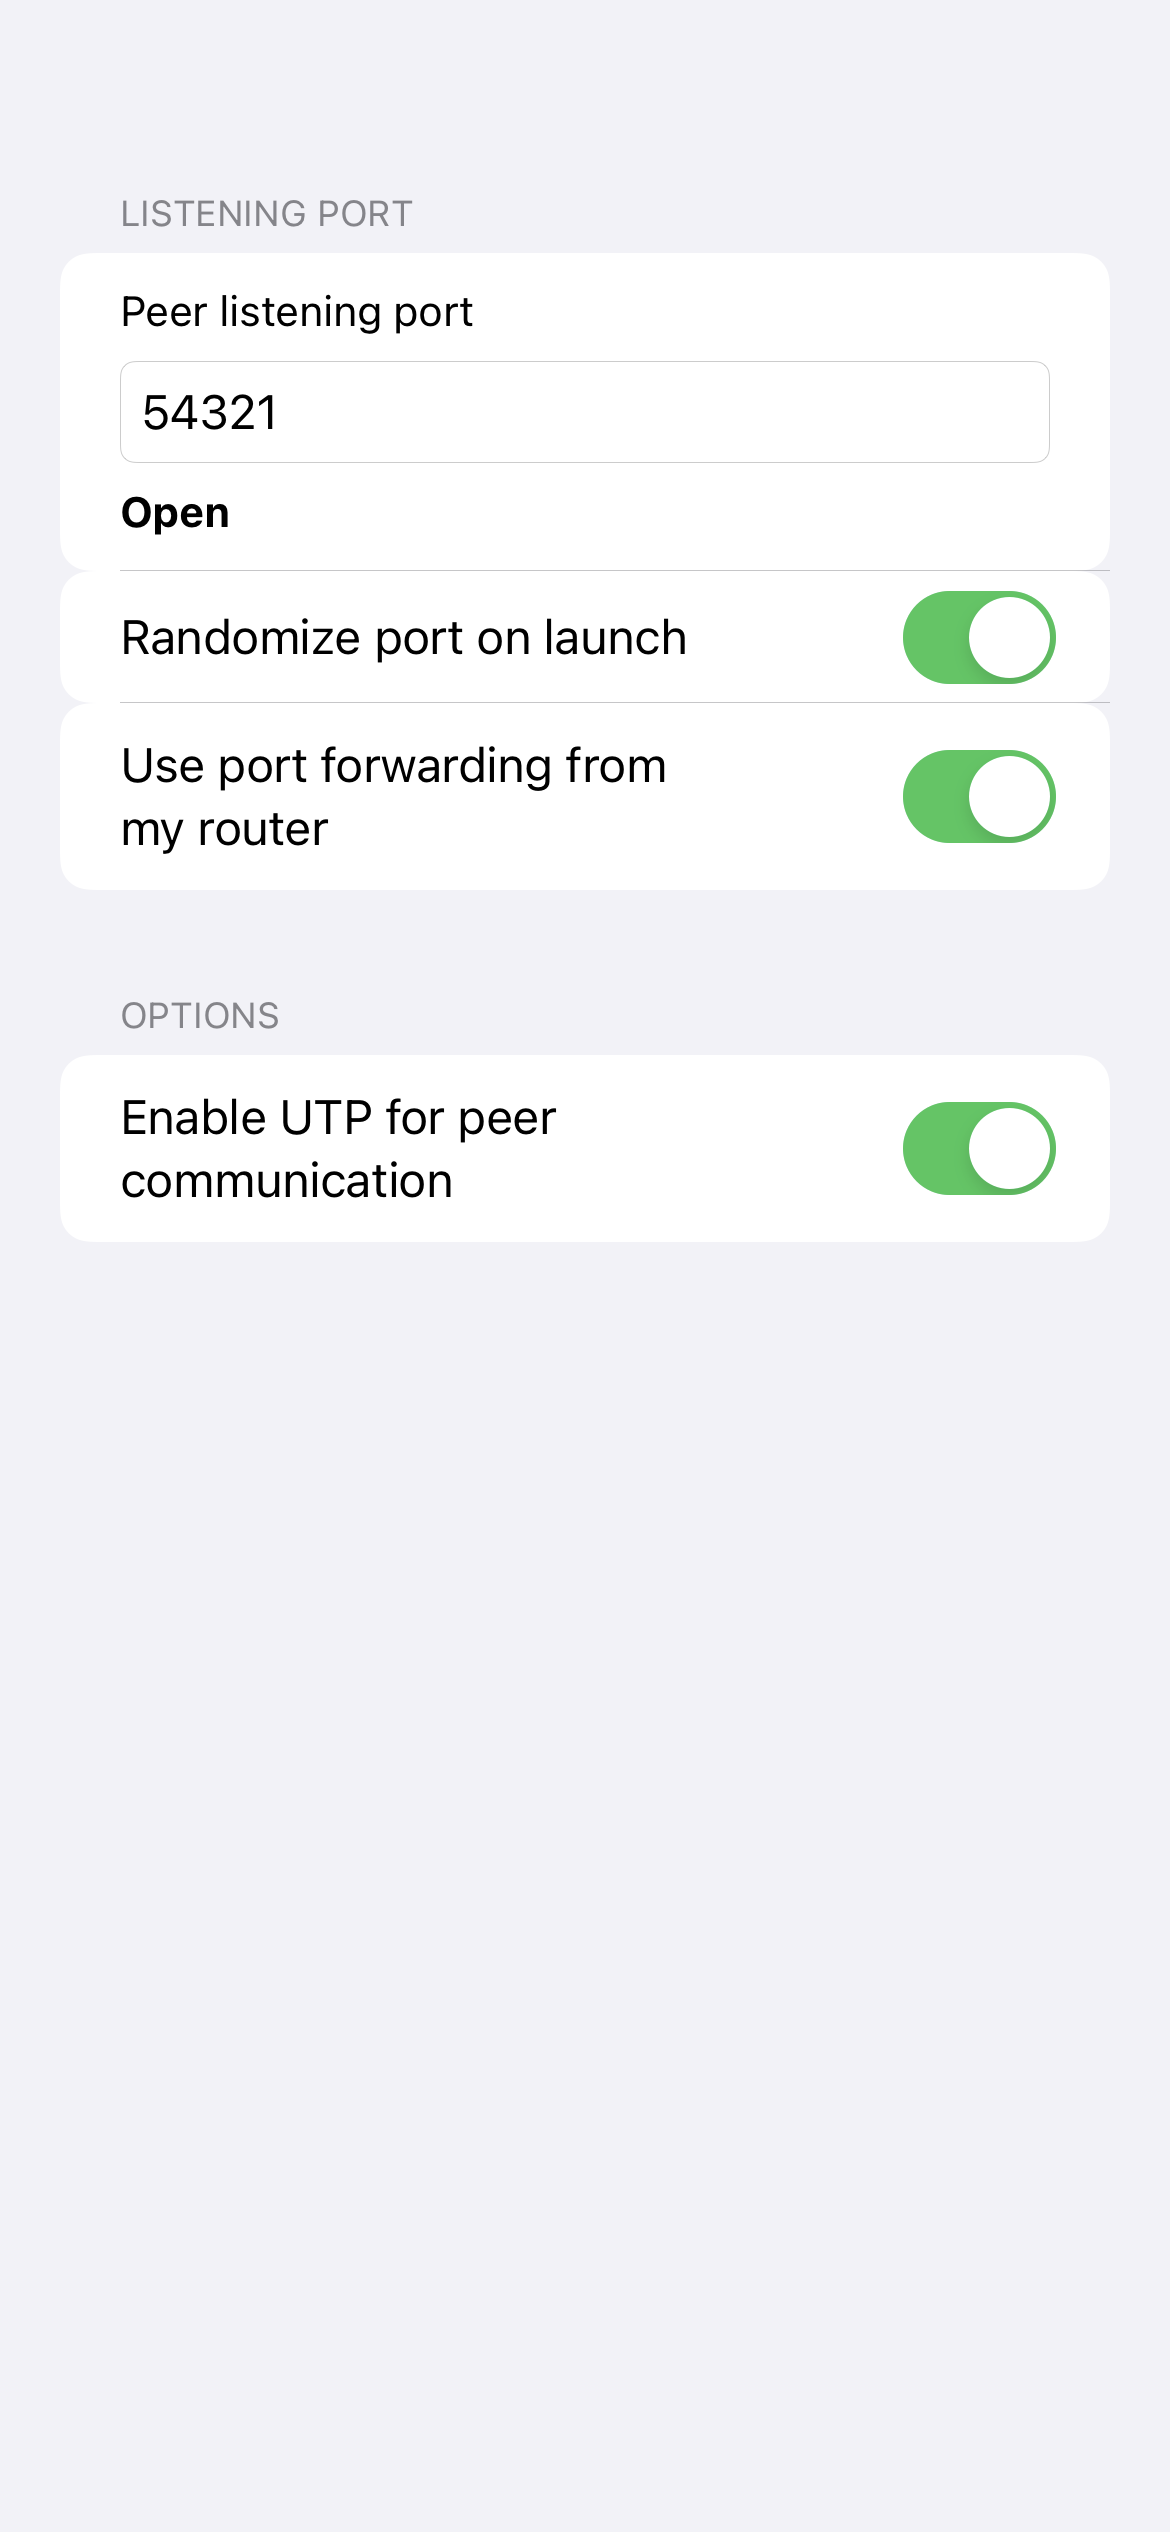 LISTENING PORT
Peer listening port
54321
Open
Randomize port on launch
Use port forwarding from
my router
OPTIONS
Enable UTP for peer
communication